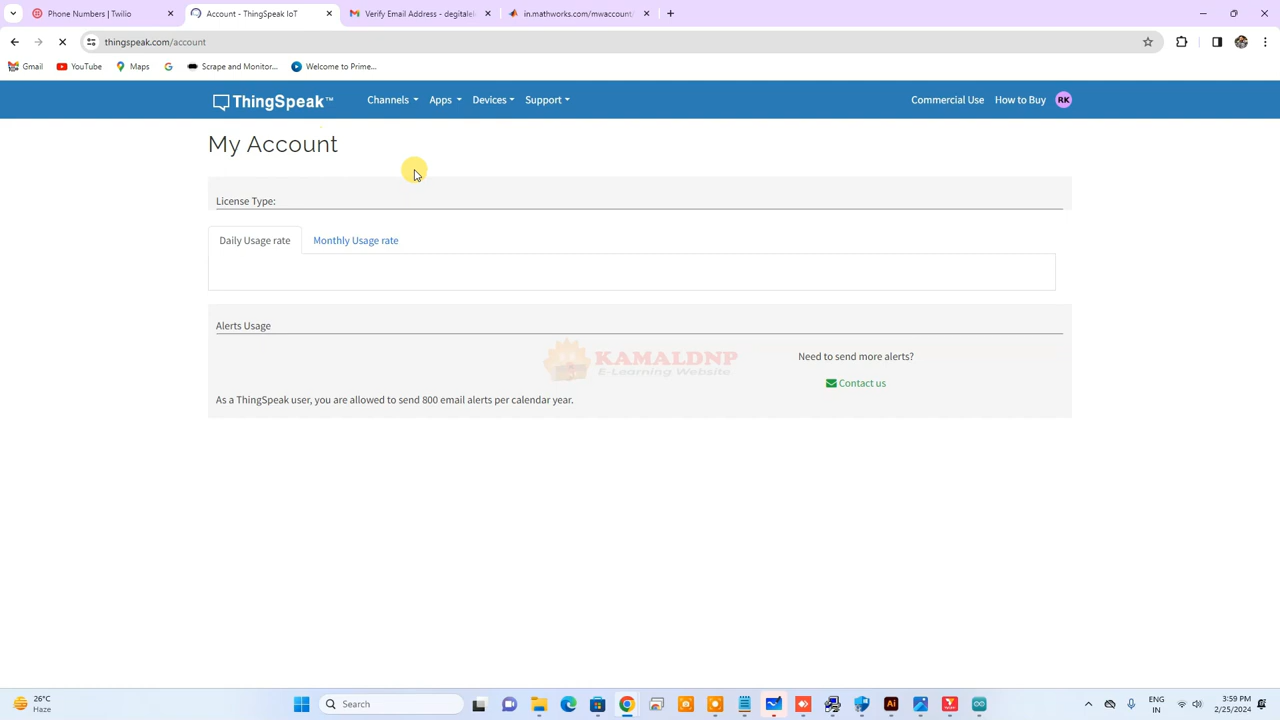 Phone Numbers | Twilio
Account - ThingSpeak IoT
Verify Email Address - degitalel
in.mathworks.com/mwaccount/
thingspeak.com/account
Gmail
YouTube
Maps
Scrape and Monitor...
Welcome to Prime...
ThingSpeak™
Channels
Apps
Devices
Support
Commercial Use
How to Buy
RK
My Account
License Type:
Daily Usage rate
Monthly Usage rate
Alerts Usage
Need to send more alerts?
KAMALDNP
E-Learning Website
Contact us
As a ThingSpeak user, you are allowed to send 800 email alerts per calendar year.
26°C
Haze
Search
Ai
ENG
IN
3:59 PM
2/25/2024